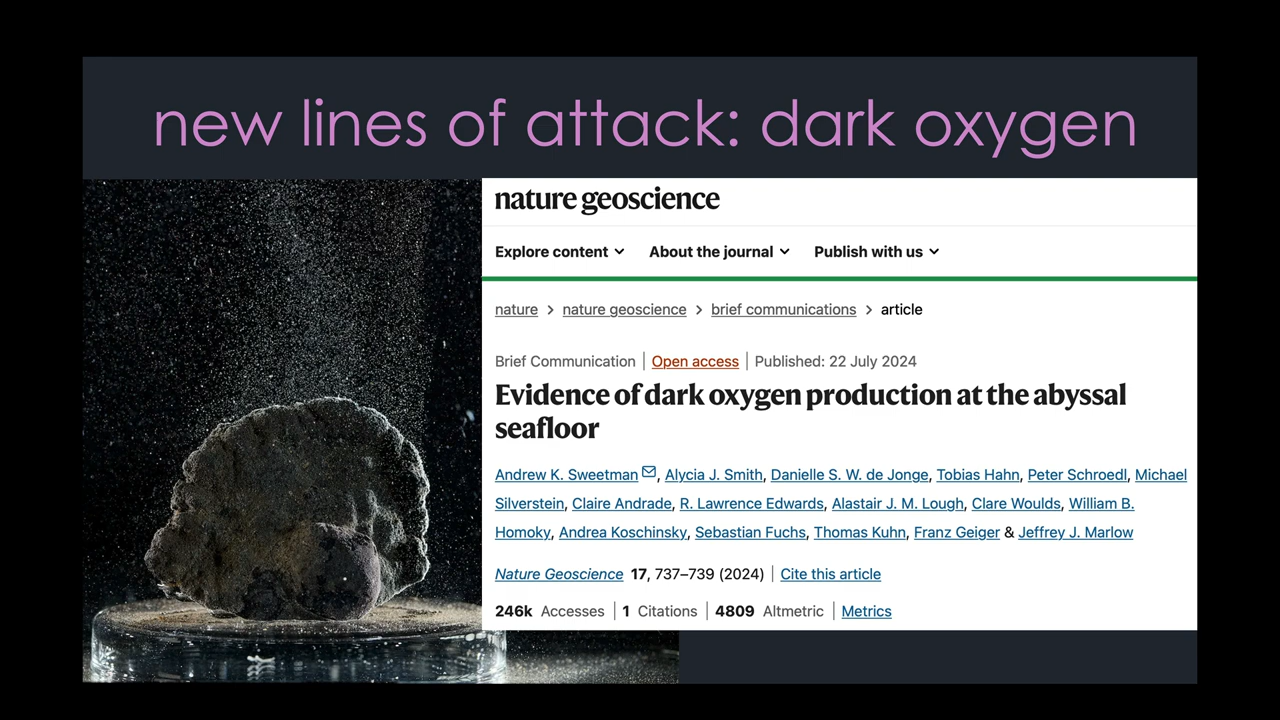 new lines of attack: dark oxygen
nature geoscience
Explore content About the journal Publish with us
nature > nature geoscience > brief communications > article
Brief Communication | Open access | Published: 22 July 2024
Evidence of dark oxygen production at the abyssal
seafloor
Andrew K. Sweetman, Alycia J. Smith, Danielle S. W. de Jonge, Tobias Hahn, Peter Schroedl, Michael
Silverstein, Claire Andrade, R. Lawrence Edwards, Alastair J. M. Lough, Clare Woulds, William B.
Homoky, Andrea Koschinsky, Sebastian Fuchs, Thomas Kuhn, Franz Geiger & Jeffrey J. Marlow
Nature Geoscience 17, 737–739 (2024) | Cite this article
246k Accesses | 1 Citations | 4809 Altmetric | Metrics